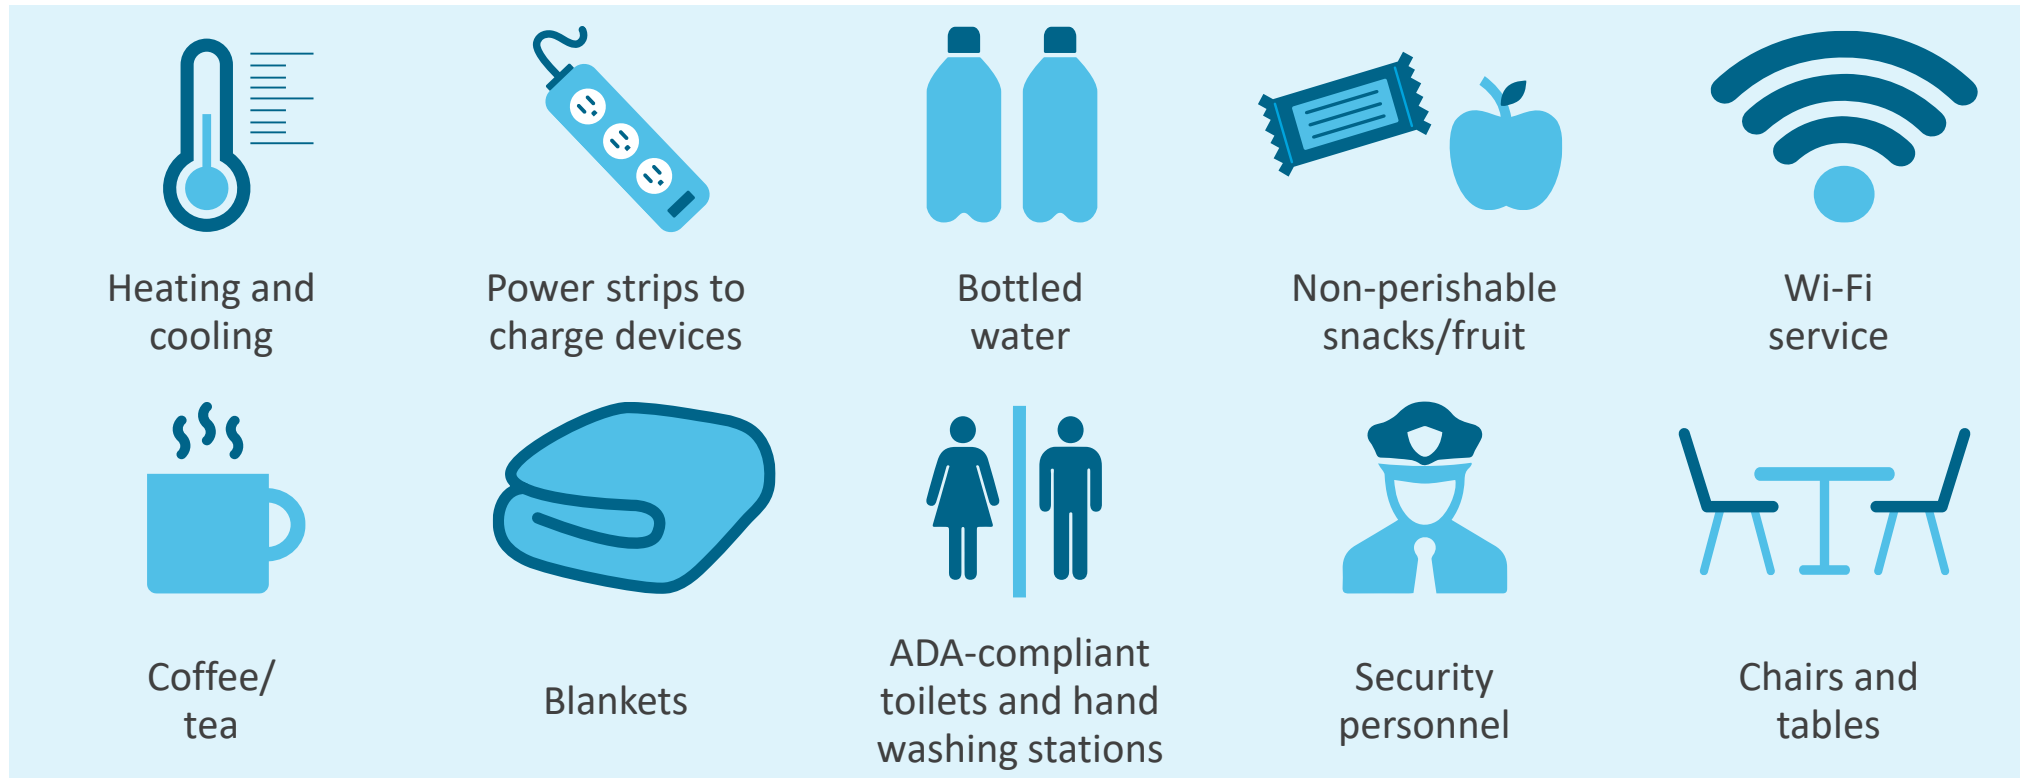 Heating and
cooling
Power strips to
charge devices
Bottled
water
Non-perishable
snacks/fruit
Wi-Fi
service
Coffee/
tea
Blankets
ADA-compliant
toilets and hand
washing stations
Security
personnel
Chairs and
tables